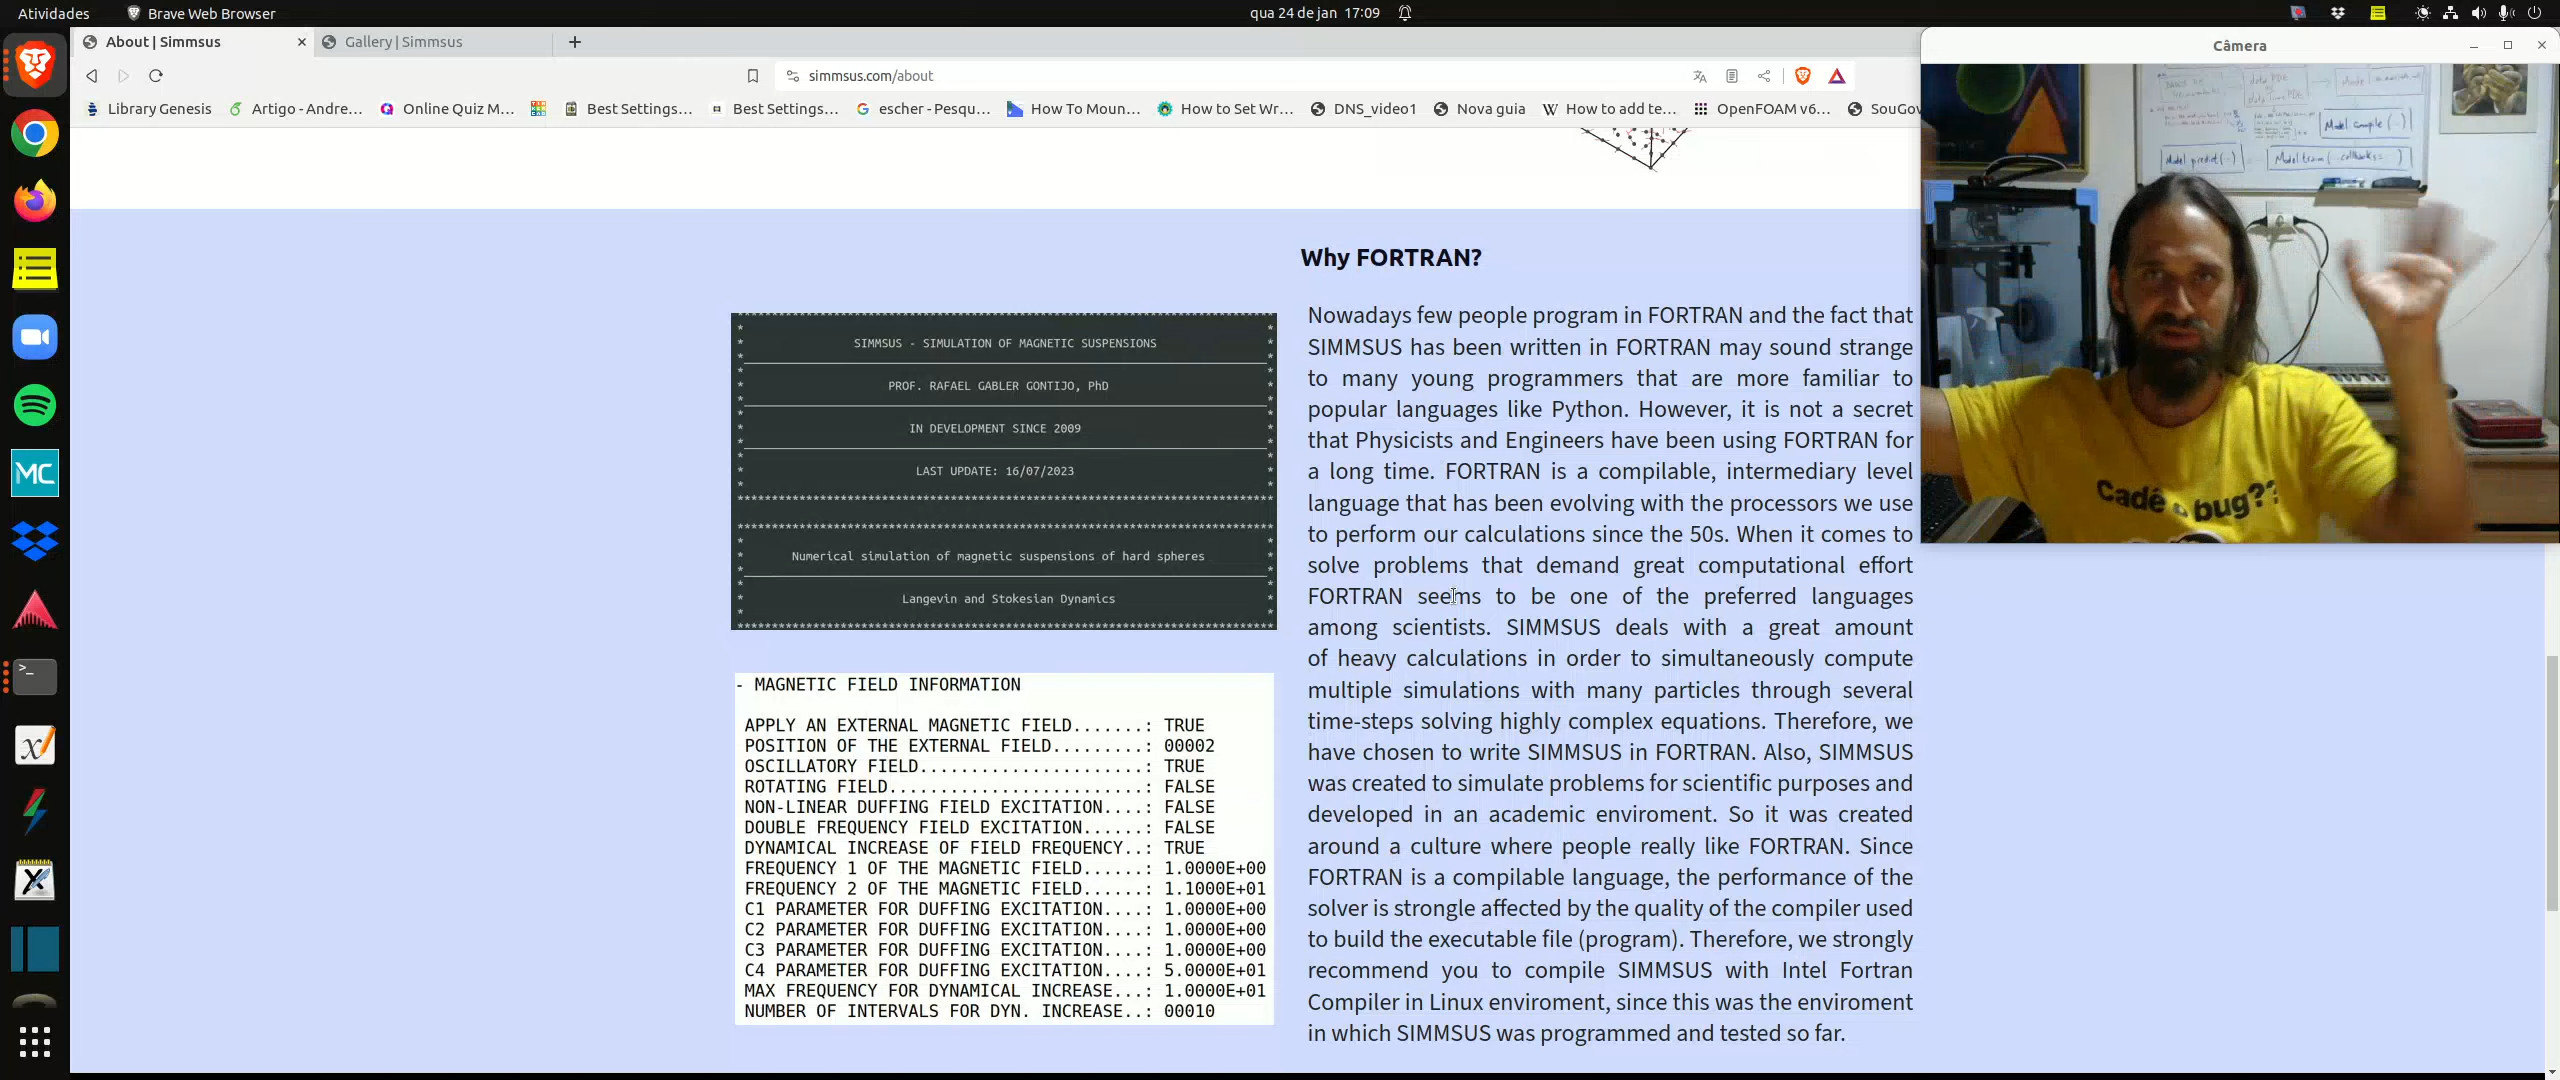 Atividades
Brave Web Browser
qua 24 de jan 17:09
About | Simmsus
Gallery | Simmsus
Câmera
simmsus.com/about
Library Genesis
Artigo - Andre...
Online Quiz M...
Best Settings...
Best Settings...
escher - Pesqu...
How To Moun...
How to Set Wr...
DNS_video1
Nova guia
How to add te...
OpenFOAM v6...
SouGov
Model compile (.)
Model predict (.)
Model train (. callbacks= )
Cadê o bug??
MC
SIMMSUS - SIMULATION OF MAGNETIC SUSPENSIONS
PROF. RAFAEL GABLER GONTIJO, PhD
IN DEVELOPMENT SINCE 2009
LAST UPDATE: 16/07/2023
Numerical simulation of magnetic suspensions of hard spheres
Langevin and Stokesian Dynamics
- MAGNETIC FIELD INFORMATION
APPLY AN EXTERNAL MAGNETIC FIELD.......: TRUE
POSITION OF THE EXTERNAL FIELD.........: 00002
OSCILLATORY FIELD......................: TRUE
ROTATING FIELD.........................: FALSE
NON-LINEAR DUFFING FIELD EXCITATION....: FALSE
DOUBLE FREQUENCY FIELD EXCITATION......: FALSE
DYNAMICAL INCREASE OF FIELD FREQUENCY..: TRUE
FREQUENCY 1 OF THE MAGNETIC FIELD......: 1.0000E+00
FREQUENCY 2 OF THE MAGNETIC FIELD......: 1.1000E+01
C1 PARAMETER FOR DUFFING EXCITATION....: 1.0000E+00
C2 PARAMETER FOR DUFFING EXCITATION....: 1.0000E+00
C3 PARAMETER FOR DUFFING EXCITATION....: 1.0000E+00
C4 PARAMETER FOR DUFFING EXCITATION....: 5.0000E+01
MAX FREQUENCY FOR DYNAMICAL INCREASE...: 1.0000E+01
NUMBER OF INTERVALS FOR DYN. INCREASE..: 00010
Why FORTRAN?
Nowadays few people program in FORTRAN and the fact that
SIMMSUS has been written in FORTRAN may sound strange
to many young programmers that are more familiar to
popular languages like Python. However, it is not a secret
that Physicists and Engineers have been using FORTRAN for
a long time. FORTRAN is a compilable, intermediary level
language that has been evolving with the processors we use
to perform our calculations since the 50s. When it comes to
solve problems that demand great computational effort
FORTRAN seems to be one of the preferred languages
among scientists. SIMMSUS deals with a great amount
of heavy calculations in order to simultaneously compute
multiple simulations with many particles through several
time-steps solving highly complex equations. Therefore, we
have chosen to write SIMMSUS in FORTRAN. Also, SIMMSUS
was created to simulate problems for scientific purposes and
developed in an academic enviroment. So it was created
around a culture where people really like FORTRAN. Since
FORTRAN is a compilable language, the performance of the
solver is strongle affected by the quality of the compiler used
to build the executable file (program). Therefore, we strongly
recommend you to compile SIMMSUS with Intel Fortran
Compiler in Linux enviroment, since this was the enviroment
in which SIMMSUS was programmed and tested so far.